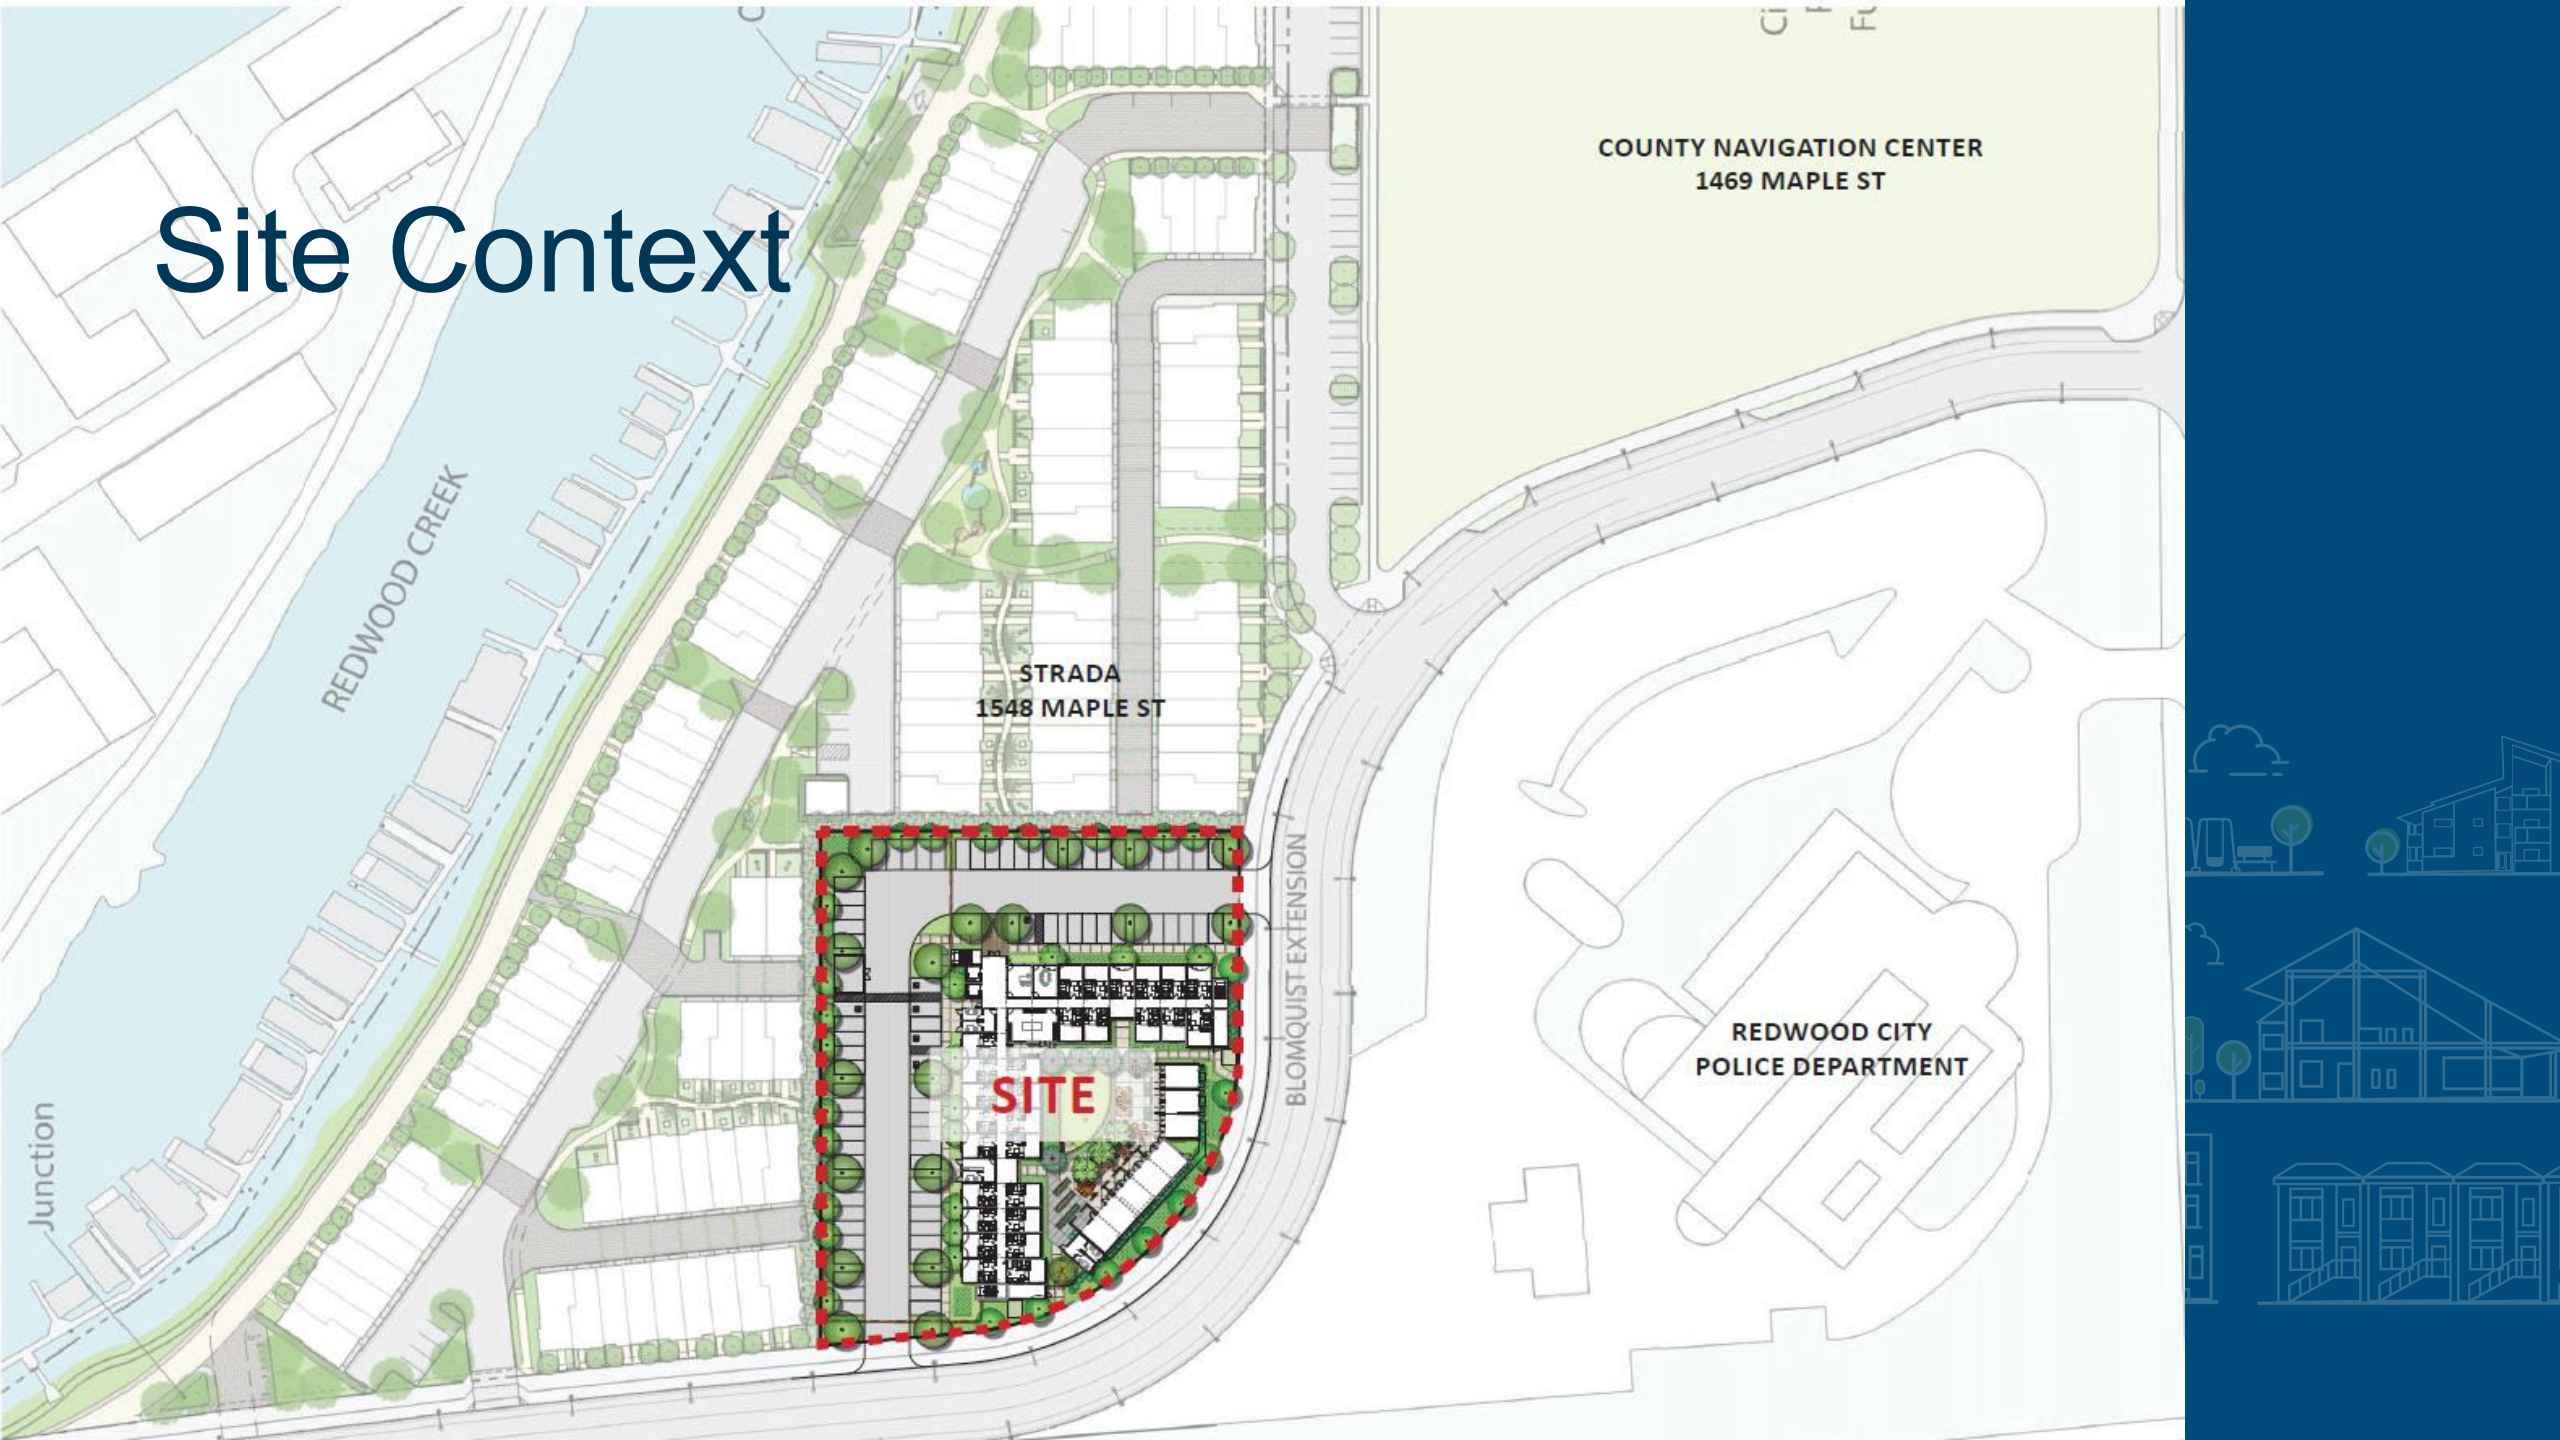 COUNTY NAVIGATION CENTER
1469 MAPLE ST
Site Context
REDWOOD CREEK
STRADA
1548 MAPLE ST
BLOMQUIST EXTENSION
REDWOOD CITY
POLICE DEPARTMENT
SITE
Junction